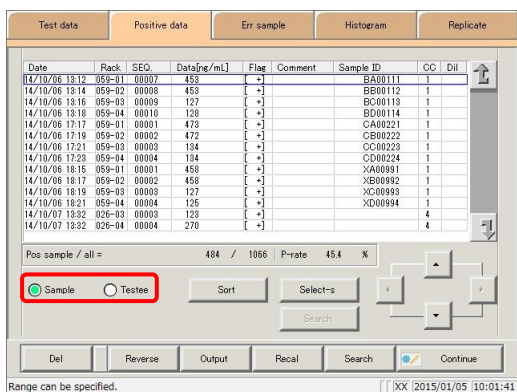 Test data Positive data Err sample Histogram Replicate
Date Rack SEQ. Data[ng/mL] Flag Comment Sample ID CC Dil
14/10/06 13:12 059-01 00007 453 [ +] BA00111 1
14/10/06 13:14 059-02 00008 453 [ +] BB00112 1
14/10/06 13:16 059-03 00009 127 [ +] BC00113 1
14/10/06 13:18 059-04 00010 128 [ +] BD00114 1
14/10/06 17:17 059-01 00001 473 [ +] CA00221 1
14/10/06 17:19 059-02 00002 472 [ +] CB00222 1
14/10/06 17:21 059-03 00003 134 [ +] CC00223 1
14/10/06 17:23 059-04 00004 134 [ +] CD00224 1
14/10/06 18:15 059-01 00001 458 [ +] XA00991 1
14/10/06 18:17 059-02 00002 458 [ +] XB00992 1
14/10/06 18:19 059-03 00003 127 [ +] XC00993 1
14/10/06 18:21 059-04 00004 125 [ +] XD00994 1
14/10/07 13:32 026-03 00003 123 [ +] 4
14/10/07 13:32 026-04 00004 270 [ +] 4
Pos sample / all = 484 / 1066 P-rate 45.4 %
Sample Testee Sort Select-s
Search
Del Reverse Output Recal Search Continue
Range can be specified. XX 2015/01/05 10:01:41